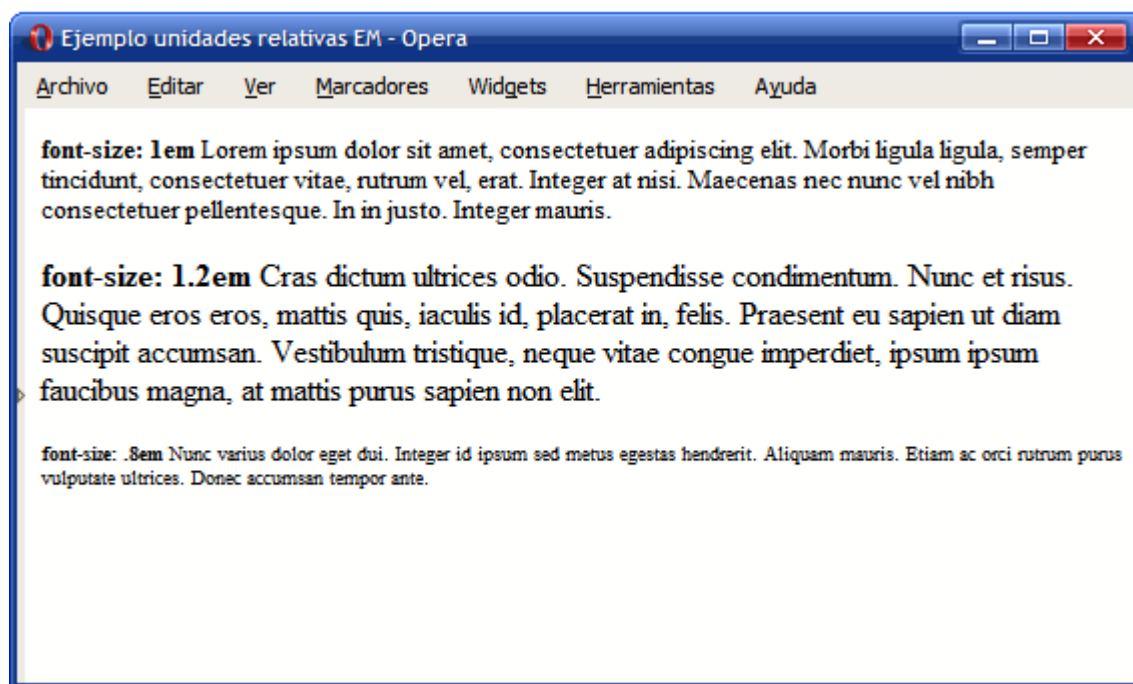 Ejemplo unidades relativas EM - Opera
Archivo Editar Ver Marcadores Widgets Herramientas Ayuda
font-size: 1em Lorem ipsum dolor sit amet, consectetuer adipiscing elit. Morbi ligula ligula, semper
tincidunt, consectetuer vitae, rutrum vel, erat. Integer at nisi. Maecenas nec nunc vel nibh
consectetuer pellentesque. In in justo. Integer mauris.
font-size: 1.2em Cras dictum ultrices odio. Suspendisse condimentum. Nunc et risus.
Quisque eros eros, mattis quis, iaculis id, placerat in, felis. Praesent eu sapien ut diam
suscipit accumsan. Vestibulum tristique, neque vitae congue imperdiet, ipsum ipsum
faucibus magna, at mattis purus sapien non elit.
font-size: .8em Nunc varius dolor eget dui. Integer id ipsum sed metus egestas hendrerit. Aliquam mauris. Etiam ac orci rutrum purus
vulputate ultrices. Donec accumsan tempor ante.